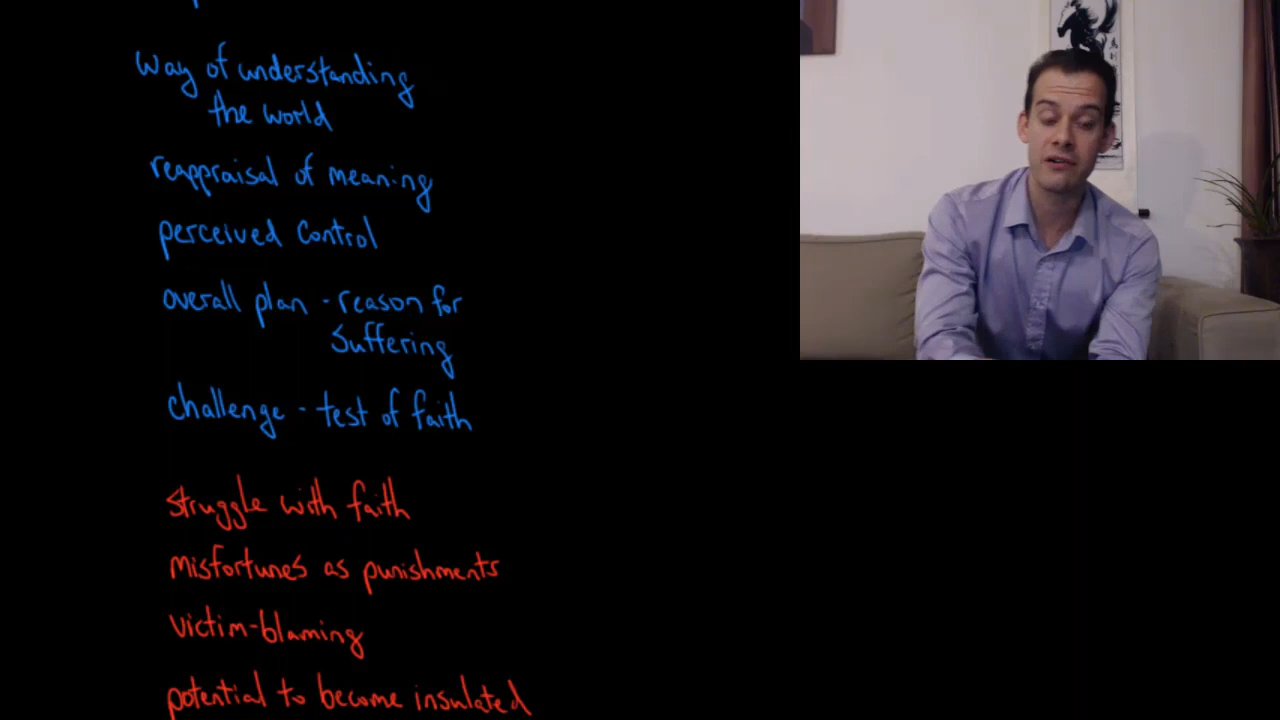 way of understanding
the world
reappraisal of meaning
perceived control
overall plan - reason for
suffering
challenge - test of faith
struggle with faith
misfortunes as punishments
victim-blaming
potential to become insulated